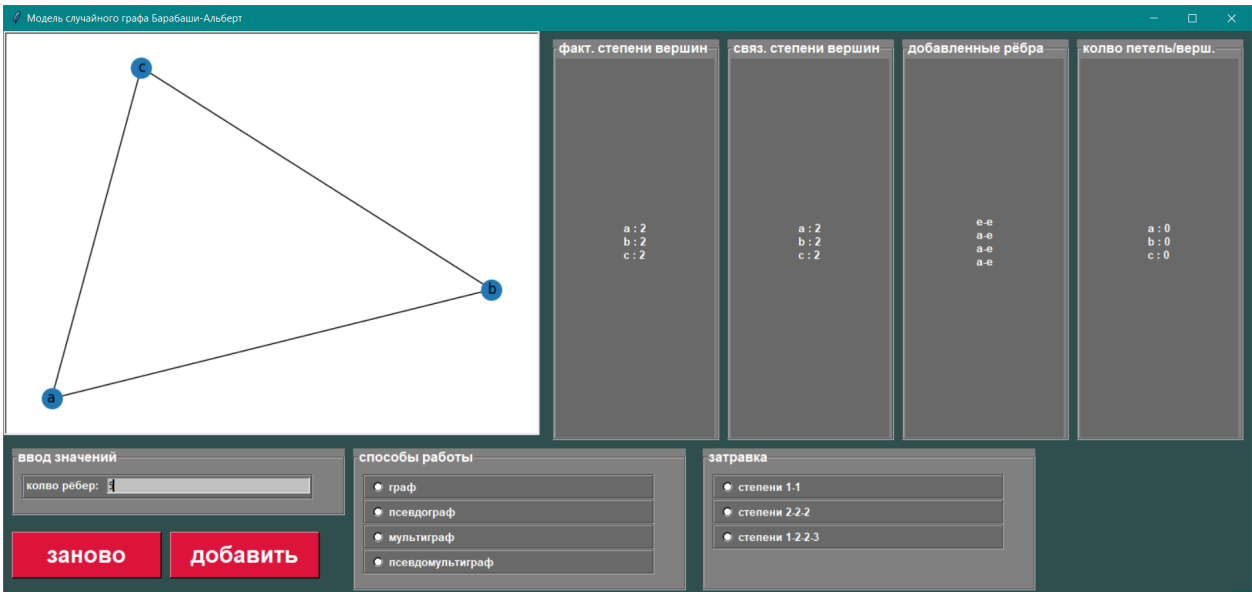 Модель случайного графа Барабаши-Альберт
c
b
a
факт. степени вершин
a : 2
b : 2
c : 2
связ. степени вершин
a : 2
b : 2
c : 2
добавленные рёбра
e-e
a-e
a-e
a-e
колво петель/верш.
a : 0
b : 0
c : 0
ввод значений
колво рёбер: 5
заново
добавить
способы работы
граф
псевдограф
мультиграф
псевдомультиграф
затравка
степени 1-1
степени 2-2-2
степени 1-2-2-3